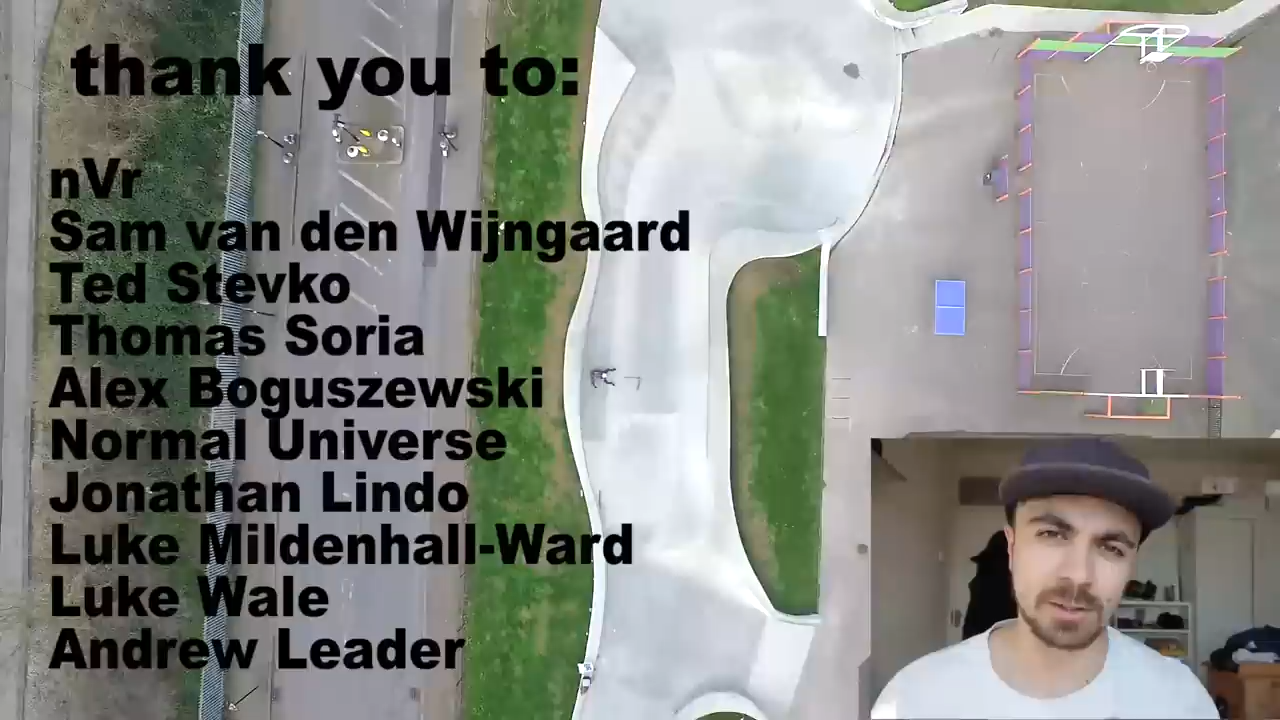 thank you to:
nVr
Sam van den Wijngaard
Ted Stevko
Thomas Soria
Alex Boguszewski
Normal Universe
Jonathan Lindo
Luke Mildenhall-Ward
Luke Wale
Andrew Leader